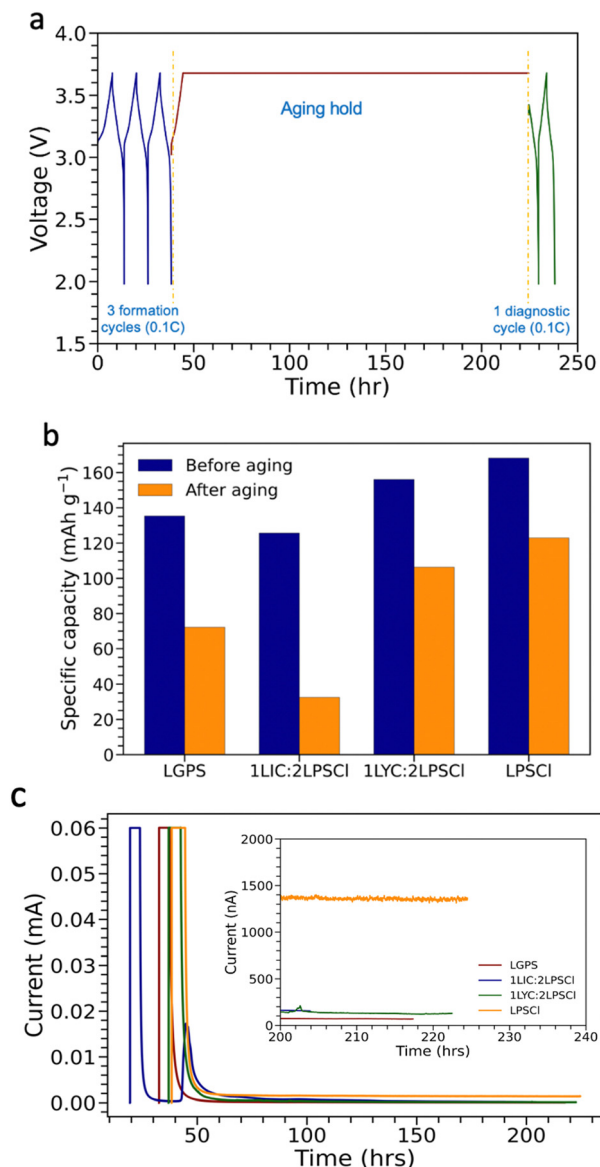 a
4.0
3.5
3.0
2.5
2.0
1.5
Voltage (V)
Aging hold
3 formation
cycles (0.1C)
1 diagnostic
cycle (0.1C)
0 50 100 150 200 250
Time (hr)
b
160
140
120
100
80
60
40
20
0
Specific capacity (mAh g⁻¹)
Before aging
After aging
LGPS 1LIC:2LPSCl 1LYC:2LPSCl LPSCl
c
0.06
0.05
0.04
0.03
0.02
0.01
0.00
Current (mA)
50 100 150 200
Time (hrs)
2000
1500
1000
500
0
Current (nA)
LGPS
1LIC:2LPSCl
1LYC:2LPSCl
LPSCl
200 210 220 230 240
Time (hrs)